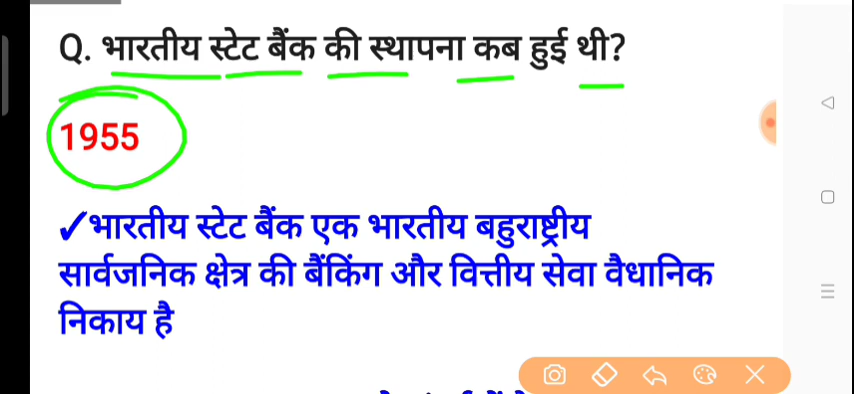 Q. भारतीय स्टेट बैंक की स्थापना कब हुई थी?
1955
✓भारतीय स्टेट बैंक एक भारतीय बहुराष्ट्रीय
सार्वजनिक क्षेत्र की बैंकिंग और वित्तीय सेवा वैधानिक
निकाय है